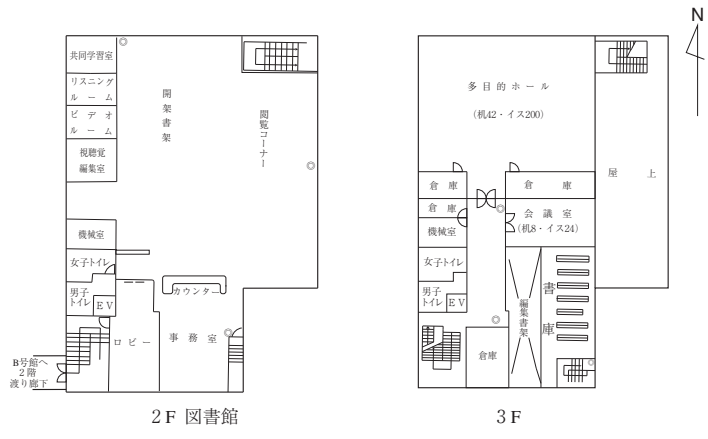 N
共同学習室
リスニング
ルーム
ビデオ
ルーム
視聴覚
編集室
開架書架
閲覧コーナー
機械室
女子トイレ
男子
トイレ
EV
カウンター
ロビー
事務室
B号館へ
2階
渡り廊下
2F 図書館
多目的ホール
(机42・イス200)
屋上
倉庫
倉庫
倉庫
会議室
(机8・イス24)
機械室
女子トイレ
男子
トイレ
EV
編集書架
書庫
倉庫
3F